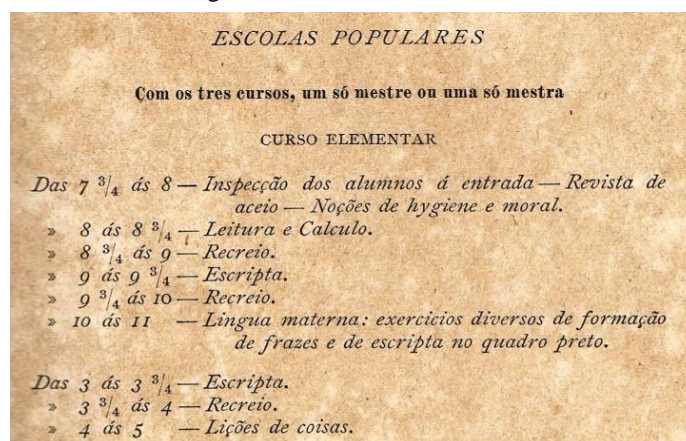 ESCOLAS POPULARES
Com os tres cursos, um só mestre ou uma só mestra
CURSO ELEMENTAR
Das 7 3/4 ás 8 — Inspecção dos alumnos á entrada — Revista de
aceio — Noções de hygiene e moral.
» 8 ás 8 3/4 — Leitura e Calculo.
» 8 3/4 ás 9 — Recreio.
» 9 ás 9 3/4 — Escripta.
» 9 3/4 ás 10 — Recreio.
» 10 ás 11 — Lingua materna: exercicios diversos de formação
de frazes e de escripta no quadro preto.
Das 3 ás 3 3/4 — Escripta.
» 3 3/4 ás 4 — Recreio.
» 4 ás 5 — Lições de coisas.